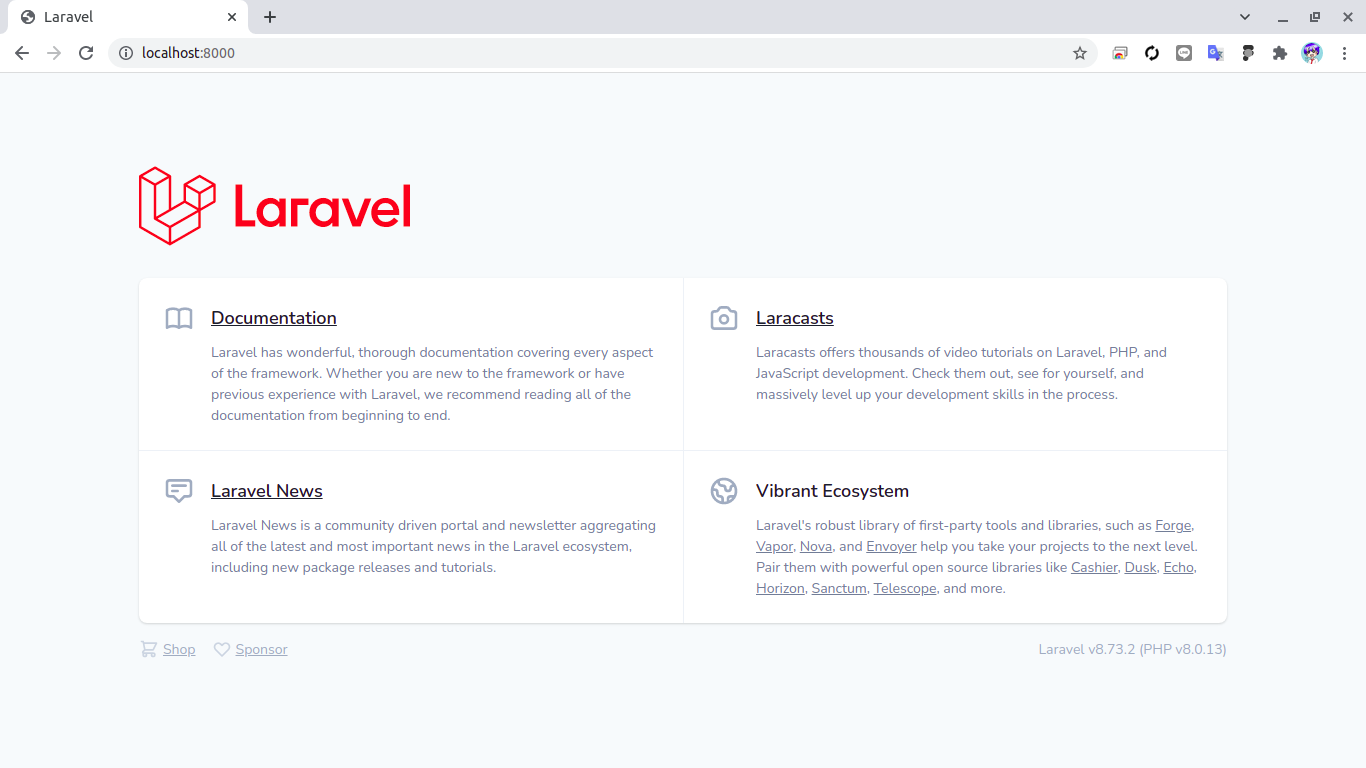 Laravel
localhost:8000
Laravel
Documentation
Laravel has wonderful, thorough documentation covering every aspect
of the framework. Whether you are new to the framework or have
previous experience with Laravel, we recommend reading all of the
documentation from beginning to end.
Laracasts
Laracasts offers thousands of video tutorials on Laravel, PHP, and
JavaScript development. Check them out, see for yourself, and
massively level up your development skills in the process.
Laravel News
Laravel News is a community driven portal and newsletter aggregating
all of the latest and most important news in the Laravel ecosystem,
including new package releases and tutorials.
Vibrant Ecosystem
Laravel's robust library of first-party tools and libraries, such as Forge,
Vapor, Nova, and Envoyer help you take your projects to the next level.
Pair them with powerful open source libraries like Cashier, Dusk, Echo,
Horizon, Sanctum, Telescope, and more.
Shop Sponsor Laravel v8.73.2 (PHP v8.0.13)